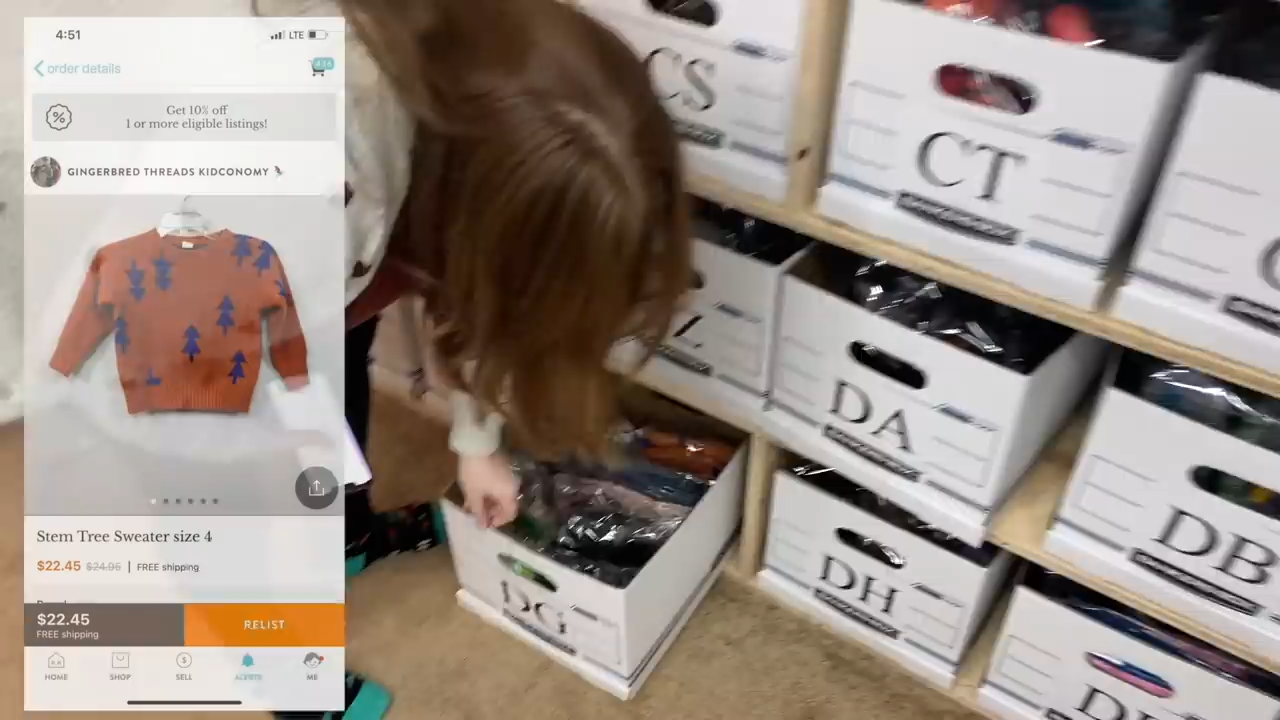 4:51
LTE
order details
436
Get 10% off
1 or more eligible listings!
GINGERBRED THREADS KIDCONOMY
Stem Tree Sweater size 4
$22.45 $24.95 | FREE shipping
$22.45
FREE shipping
RELIST
HOME
SHOP
SELL
ALERTS
ME
CS
CT
DA
DB
DG
DH